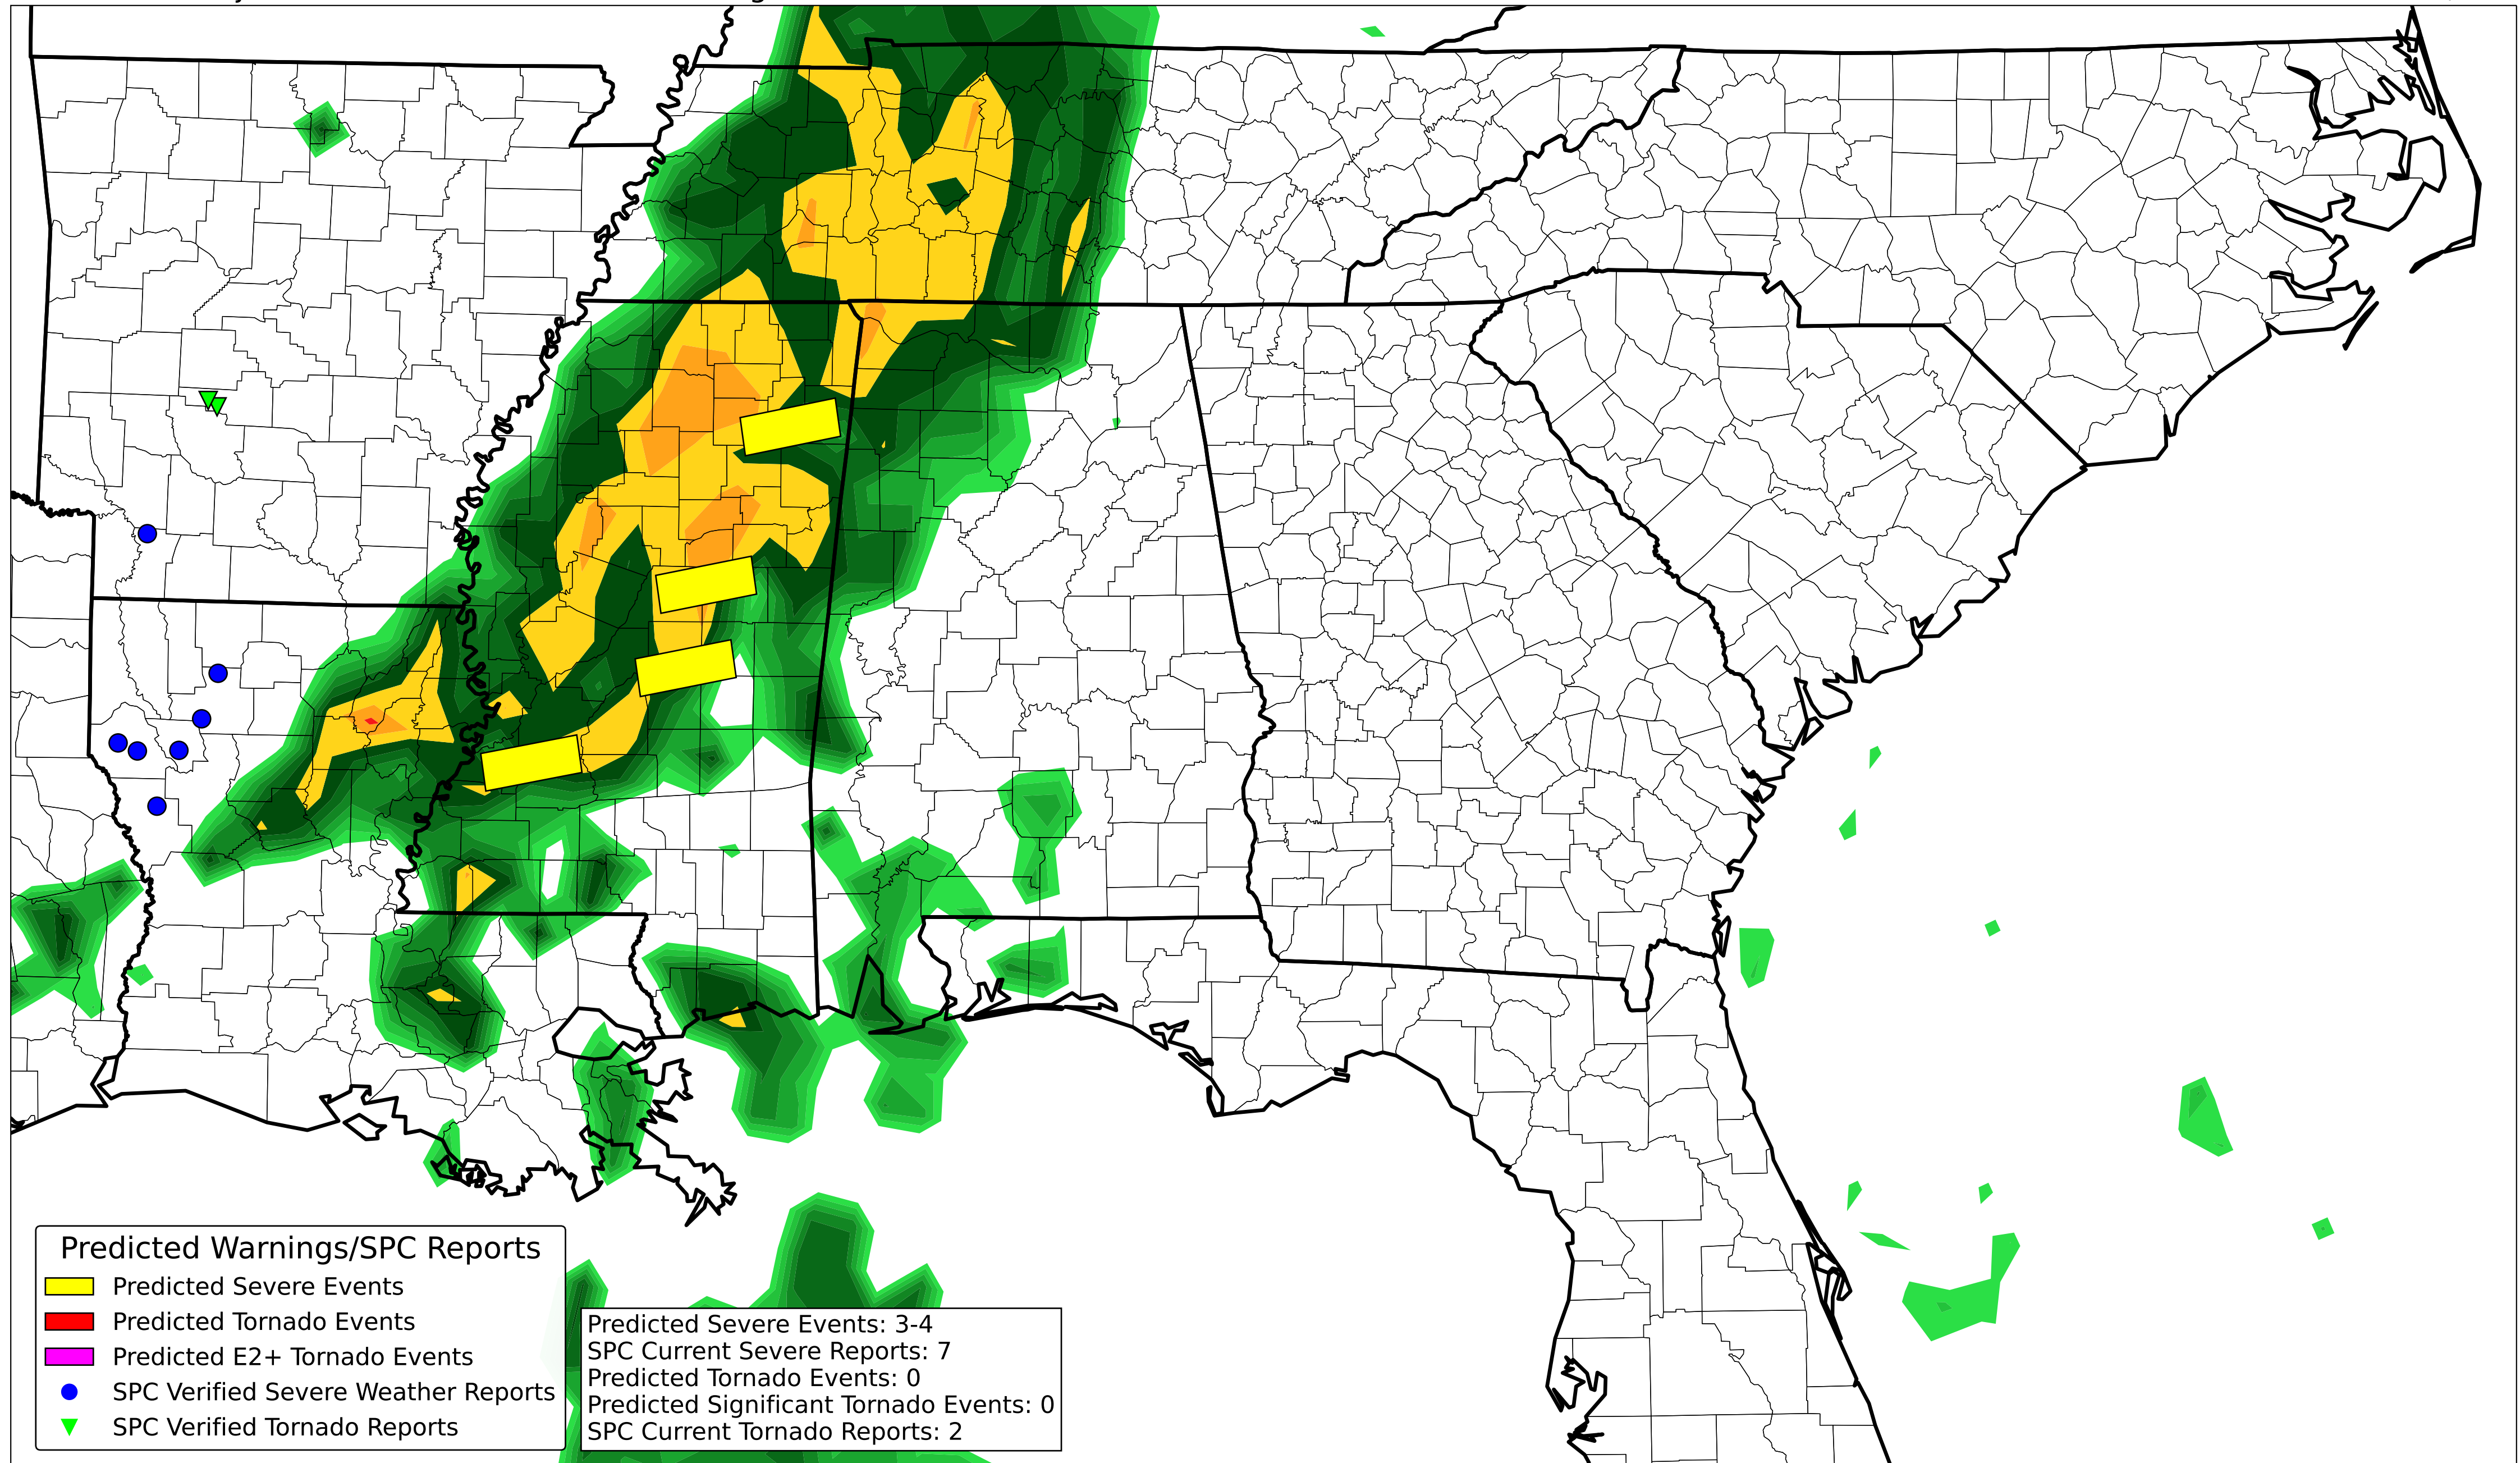 Predicted Warnings/SPC Reports
Predicted Severe Events
Predicted Tornado Events
Predicted E2+ Tornado Events
SPC Verified Severe Weather Reports
SPC Verified Tornado Reports
Predicted Severe Events: 3-4
SPC Current Severe Reports: 7
Predicted Tornado Events: 0
Predicted Significant Tornado Events: 0
SPC Current Tornado Reports: 2